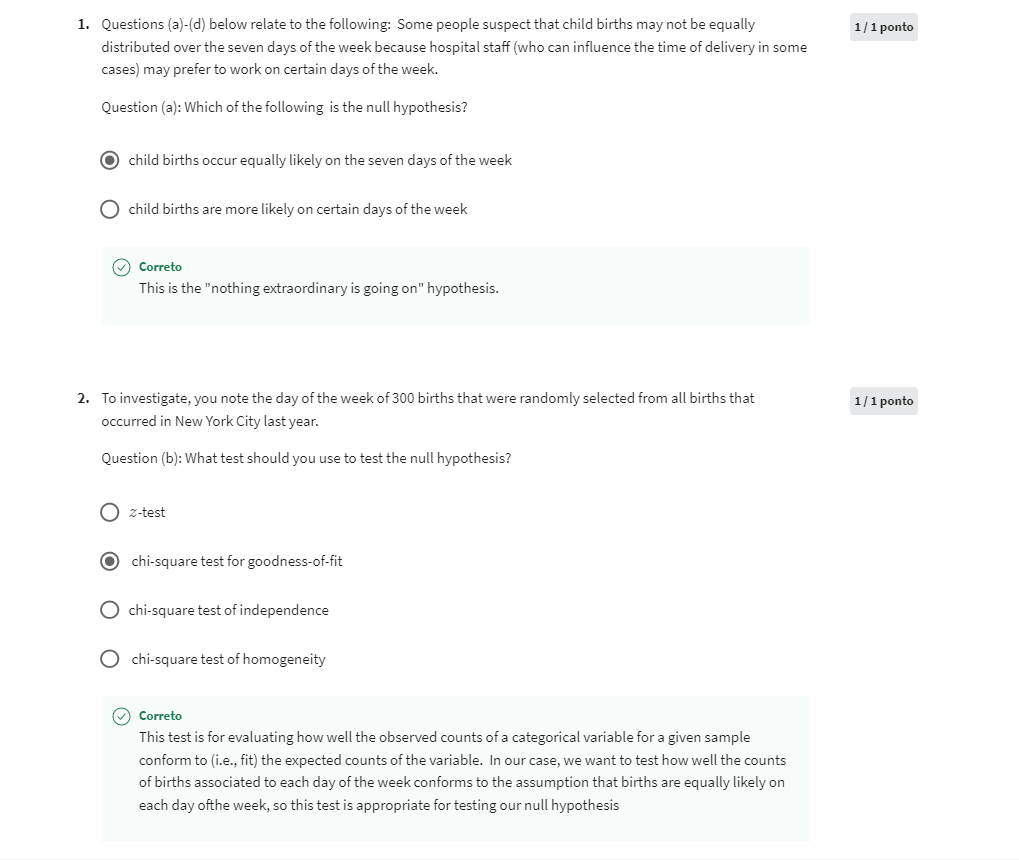 1. Questions (a)-(d) below relate to the following: Some people suspect that child births may not be equally
distributed over the seven days of the week because hospital staff (who can influence the time of delivery in some
cases) may prefer to work on certain days of the week.
1 / 1 ponto
Question (a): Which of the following is the null hypothesis?
child births occur equally likely on the seven days of the week
child births are more likely on certain days of the week
Correto
This is the "nothing extraordinary is going on" hypothesis.
2. To investigate, you note the day of the week of 300 births that were randomly selected from all births that
occurred in New York City last year.
1 / 1 ponto
Question (b): What test should you use to test the null hypothesis?
z-test
chi-square test for goodness-of-fit
chi-square test of independence
chi-square test of homogeneity
Correto
This test is for evaluating how well the observed counts of a categorical variable for a given sample
conform to (i.e., fit) the expected counts of the variable. In our case, we want to test how well the counts
of births associated to each day of the week conforms to the assumption that births are equally likely on
each day ofthe week, so this test is appropriate for testing our null hypothesis